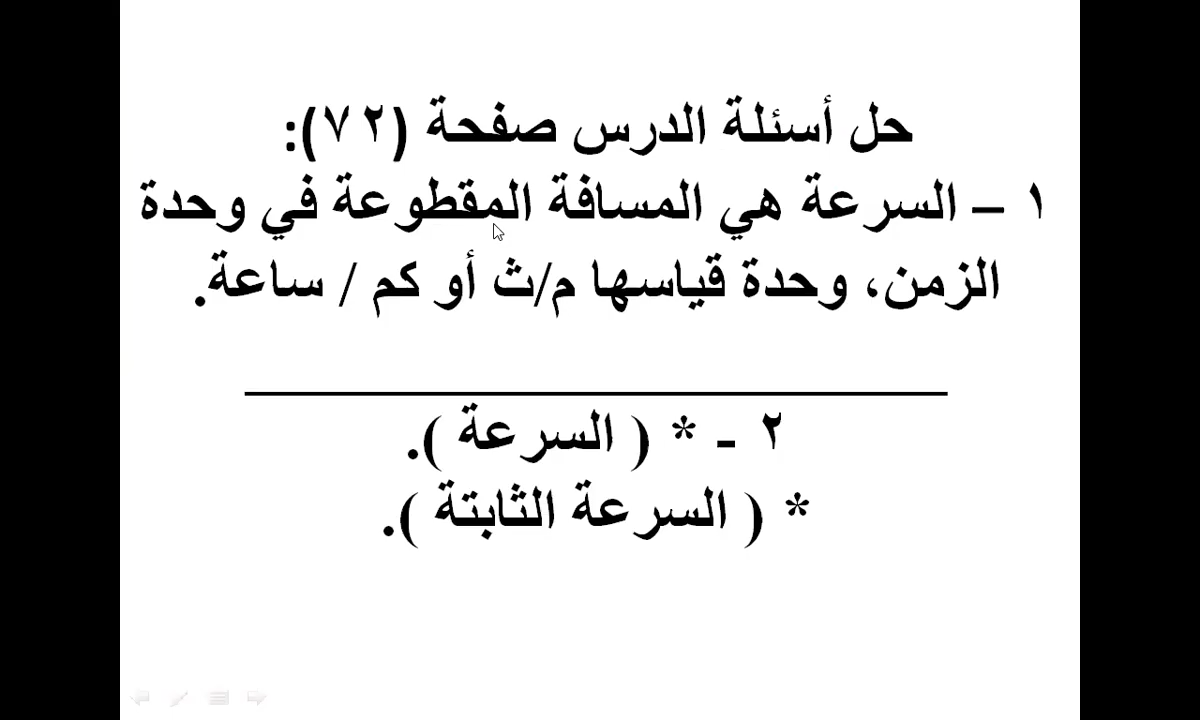 حل أسئلة الدرس صفحة (٧٢):
١ – السرعة هي المسافة المقطوعة في وحدة
الزمن، وحدة قياسها م/ث أو كم / ساعة.
٢ - * ( السرعة ).
* ( السرعة الثابتة ).